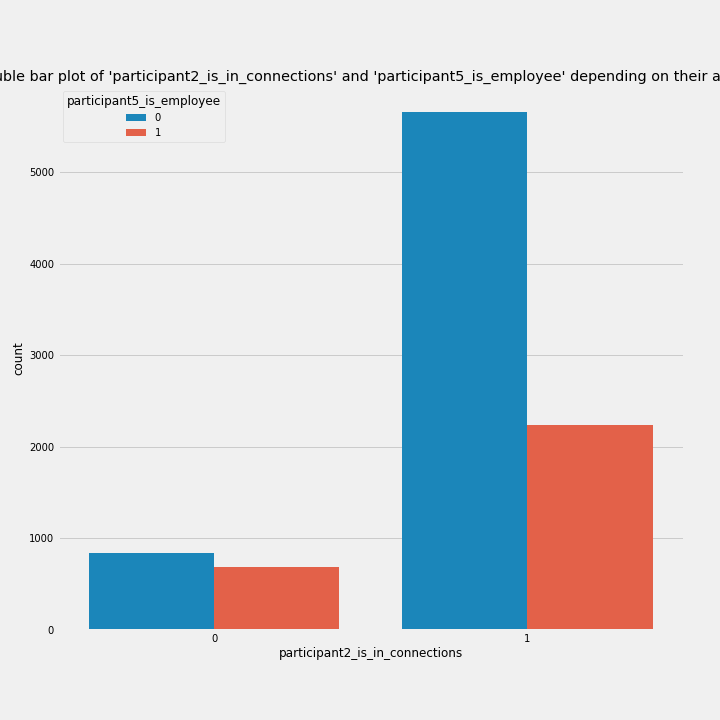 uble bar plot of 'participant2_is_in_connections' and 'participant5_is_employee' depending on their a
participant5_is_employee
0
1
5000
4000
3000
2000
1000
0
count
0 1
participant2_is_in_connections